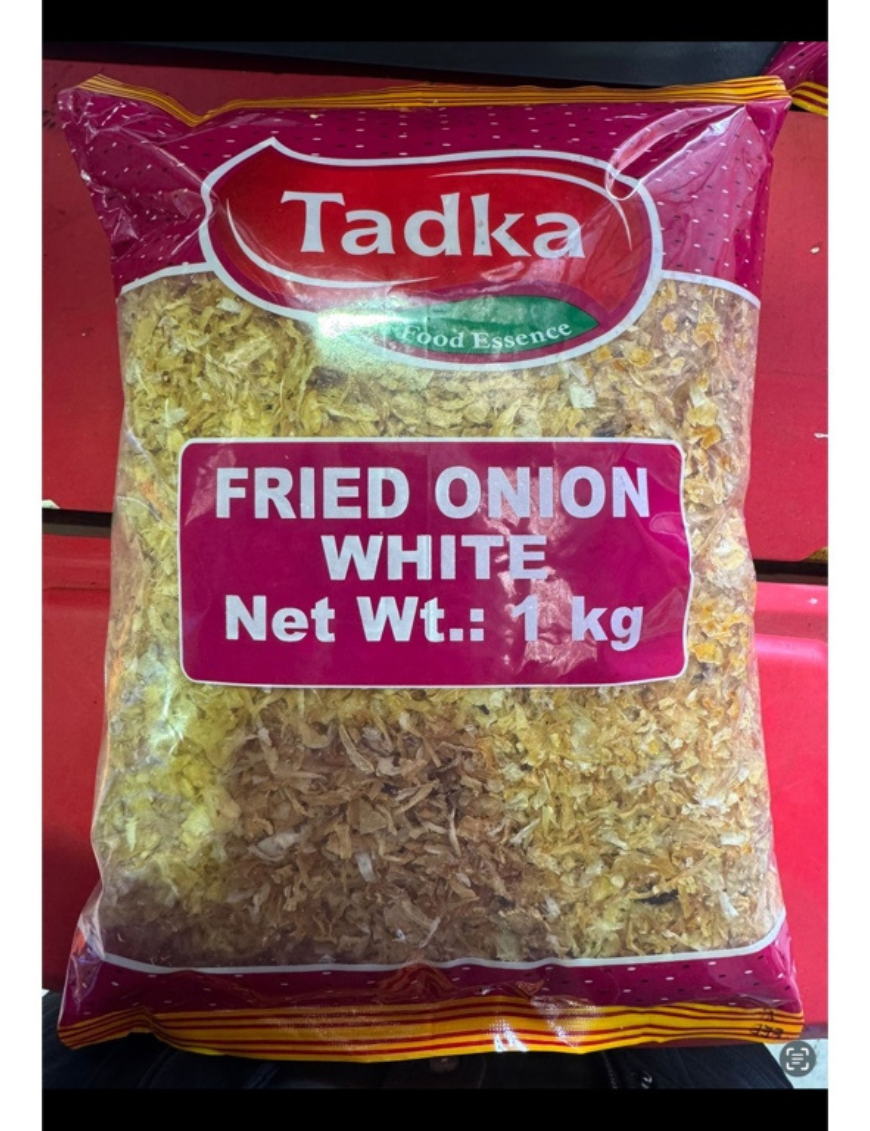 Tadka
Food Essence
FRIED ONION
WHITE
Net Wt.: 1 kg